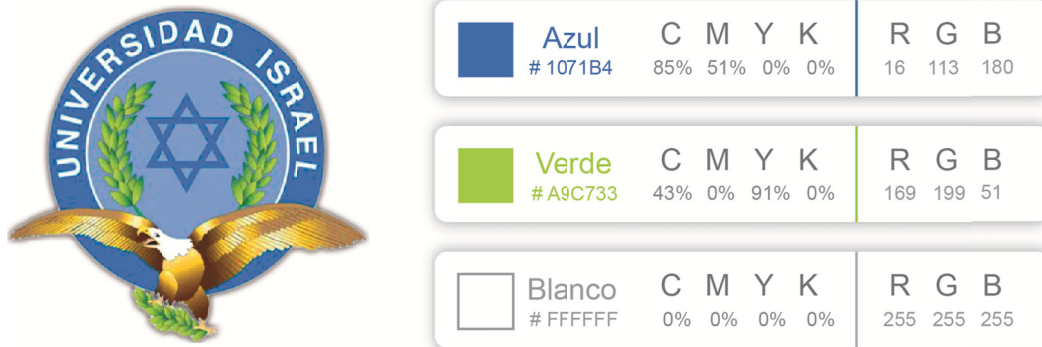 UNIVERSIDAD ISRAEL
Azul C M Y K R G B
# 1071B4 85% 51% 0% 0% 16 113 180
Verde C M Y K R G B
# A9C733 43% 0% 91% 0% 169 199 51
Blanco C M Y K R G B
# FFFFFF 0% 0% 0% 0% 255 255 255